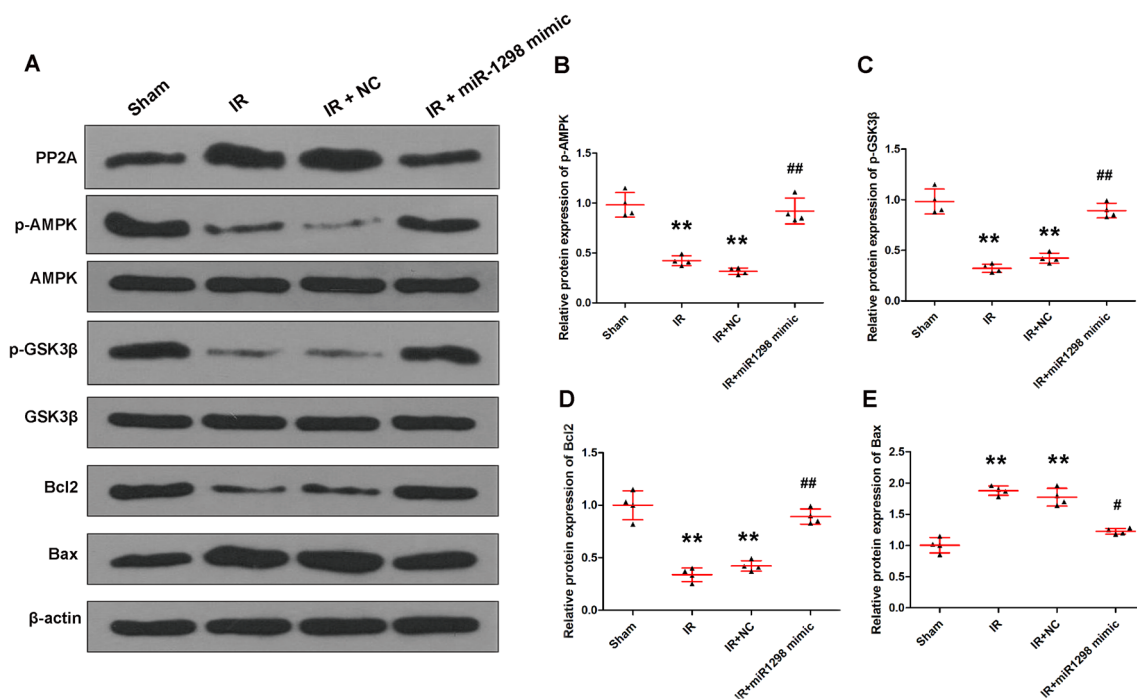 A
Sham
IR
IR + NC
IR + miR-1298 mimic
PP2A
p-AMPK
AMPK
p-GSK3β
GSK3β
Bcl2
Bax
β-actin
B
Relative protein expression of p-AMPK
1.5
1.0
0.5
0.0
**
**
##
Sham
IR
IR+NC
IR+miR1298 mimic
C
Relative protein expression of p-GSK3β
1.5
1.0
0.5
0.0
**
**
##
Sham
IR
IR+NC
IR+miR1298 mimic
D
Relative protein expression of Bcl2
1.5
1.0
0.5
0.0
**
**
##
Sham
IR
IR+NC
IR+miR1298 mimic
E
Relative protein expression of Bax
2.5
2.0
1.5
1.0
0.5
0.0
**
**
#
Sham
IR
IR+NC
IR+miR1298 mimic